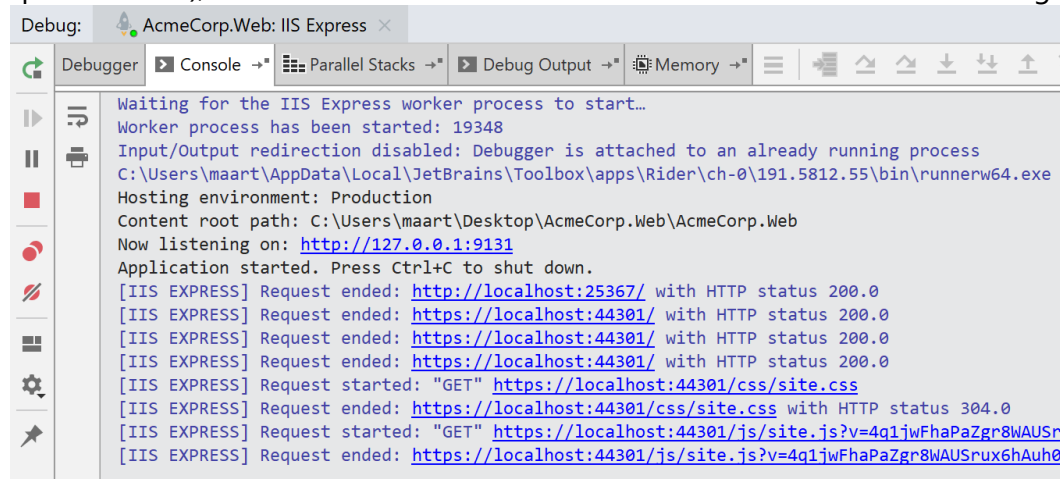 Debug: AcmeCorp.Web: IIS Express
Debugger Console Parallel Stacks Debug Output Memory
Waiting for the IIS Express worker process to start…
Worker process has been started: 19348
Input/Output redirection disabled: Debugger is attached to an already running process
C:\Users\maart\AppData\Local\JetBrains\Toolbox\apps\Rider\ch-0\191.5812.55\bin\runnerw64.exe
Hosting environment: Production
Content root path: C:\Users\maart\Desktop\AcmeCorp.Web\AcmeCorp.Web
Now listening on: http://127.0.0.1:9131
Application started. Press Ctrl+C to shut down.
[IIS EXPRESS] Request ended: http://localhost:25367/ with HTTP status 200.0
[IIS EXPRESS] Request ended: https://localhost:44301/ with HTTP status 200.0
[IIS EXPRESS] Request ended: https://localhost:44301/ with HTTP status 200.0
[IIS EXPRESS] Request ended: https://localhost:44301/ with HTTP status 200.0
[IIS EXPRESS] Request started: "GET" https://localhost:44301/css/site.css
[IIS EXPRESS] Request ended: https://localhost:44301/css/site.css with HTTP status 304.0
[IIS EXPRESS] Request started: "GET" https://localhost:44301/js/site.js?v=4q1jwFhaPaZgr8WAUSr
[IIS EXPRESS] Request ended: https://localhost:44301/js/site.js?v=4q1jwFhaPaZgr8WAUSrux6hAuh0